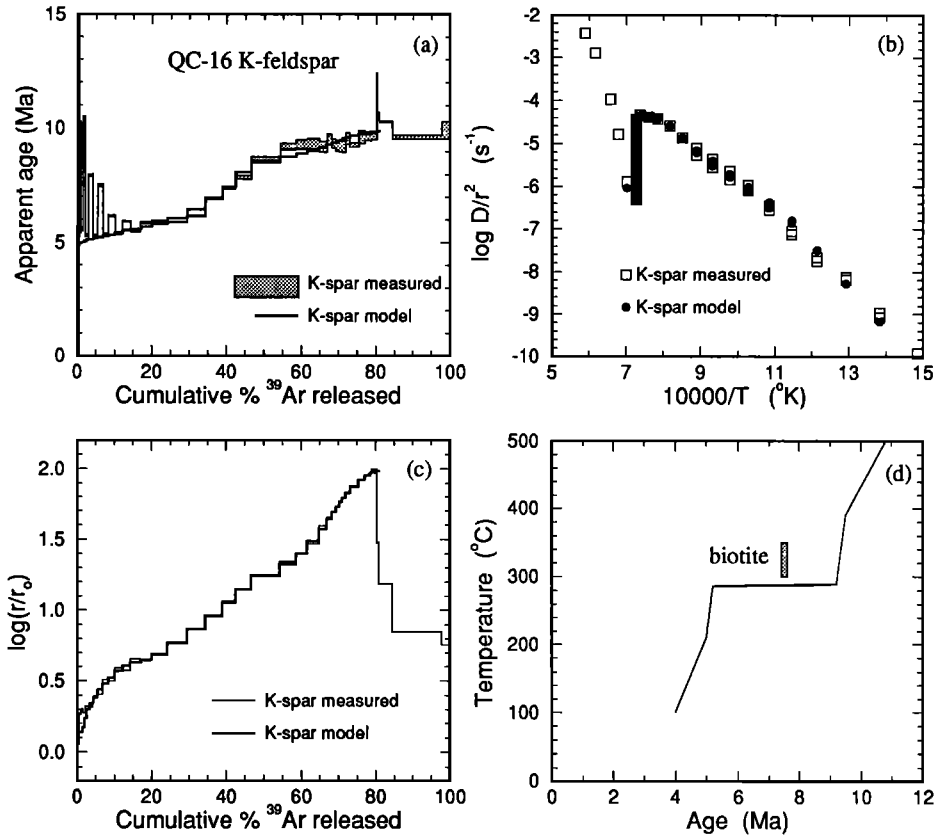 (a)
QC-16 K-feldspar
Apparent age (Ma)
15
10
5
0
K-spar measured
K-spar model
0 20 40 60 80 100
Cumulative % ³⁹Ar released
(b)
log D/r² (s⁻¹)
-2
-3
-4
-5
-6
-7
-8
-9
-10
K-spar measured
K-spar model
5 7 9 11 13 15
10000/T (°K)
(c)
log(r/r₀)
2.0
1.5
1.0
0.5
0.0
K-spar measured
K-spar model
0 20 40 60 80 100
Cumulative % ³⁹Ar released
(d)
Temperature (°C)
500
400
300
200
100
0
biotite
0 2 4 6 8 10 12
Age (Ma)